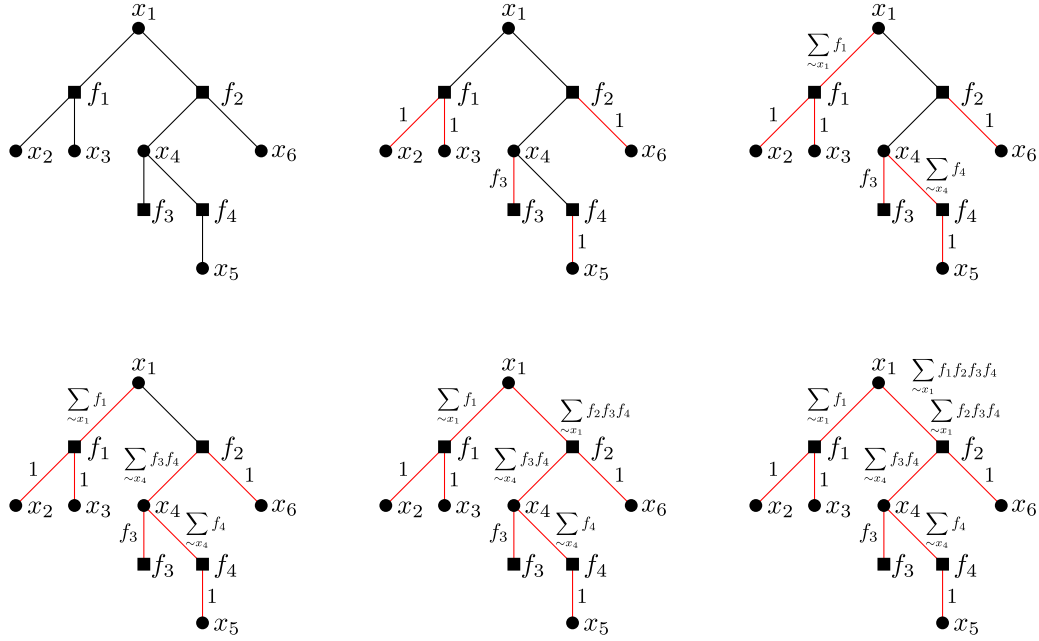 x₁ x₁ x₁
∑_{∼x₁} f₁
f₁ f₂ f₁ f₂ f₁ f₂
1 1 1 1 1 1
x₂ x₃ x₄ x₆ x₂ x₃ x₄ x₆ x₂ x₃ x₄ x₆
f₃ f₃ ∑_{∼x₄} f₄
f₃ f₄ f₃ f₄ f₃ f₄
1 1
x₅ x₅ x₅
x₁ x₁ x₁ ∑_{∼x₁} f₁f₂f₃f₄
∑_{∼x₁} f₁ ∑_{∼x₁} f₁ ∑_{∼x₁} f₂f₃f₄ ∑_{∼x₁} f₁ ∑_{∼x₁} f₂f₃f₄
f₁ f₂ f₁ f₂ f₁ f₂
1 1 ∑_{∼x₄} f₃f₄ 1 1 1 ∑_{∼x₄} f₃f₄ 1 1 1 ∑_{∼x₄} f₃f₄ 1
x₂ x₃ x₄ x₆ x₂ x₃ x₄ x₆ x₂ x₃ x₄ x₆
f₃ ∑_{∼x₄} f₄ f₃ ∑_{∼x₄} f₄ f₃ ∑_{∼x₄} f₄
f₃ f₄ f₃ f₄ f₃ f₄
1 1 1
x₅ x₅ x₅